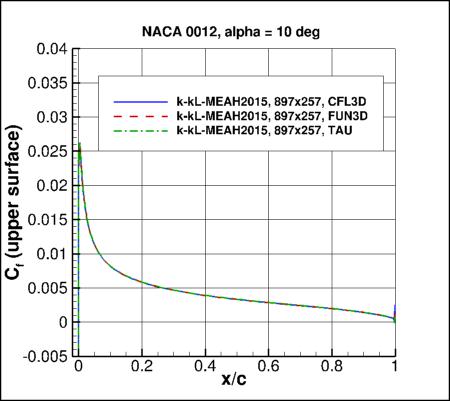 NACA 0012, alpha = 10 deg
0.04
0.035
0.03
0.025
0.02
0.015
0.01
0.005
0
-0.005
Cf (upper surface)
k-kL-MEAH2015, 897x257, CFL3D
k-kL-MEAH2015, 897x257, FUN3D
k-kL-MEAH2015, 897x257, TAU
0 0.2 0.4 0.6 0.8 1
x/c